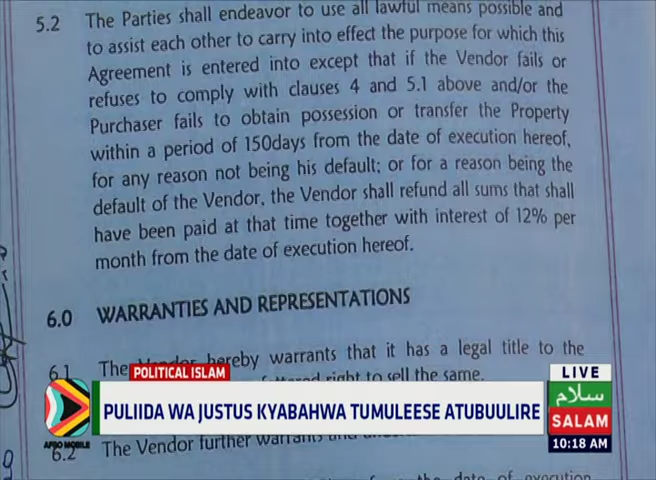 5.2 The Parties shall endeavor to use all lawful means possible and
to assist each other to carry into effect the purpose for which this
Agreement is entered into except that if the Vendor fails or
refuses to comply with clauses 4 and 5.1 above and/or the
Purchaser fails to obtain possession or transfer the Property
within a period of 150days from the date of execution hereof,
for any reason not being his default; or for a reason being the
default of the Vendor, the Vendor shall refund all sums that shall
have been paid at that time together with interest of 12% per
month from the date of execution hereof.
6.0 WARRANTIES AND REPRESENTATIONS
6.1 The Vendor hereby warrants that it has a legal title to the
right to sell the same.
POLITICAL ISLAM
PULIIDA WA JUSTUS KYABAHWA TUMULEESE ATUBUULIRE
AFRO MOBILE
LIVE
سلام
SALAM
10:18 AM
6.2 The Vendor further warrants and
the date of execution